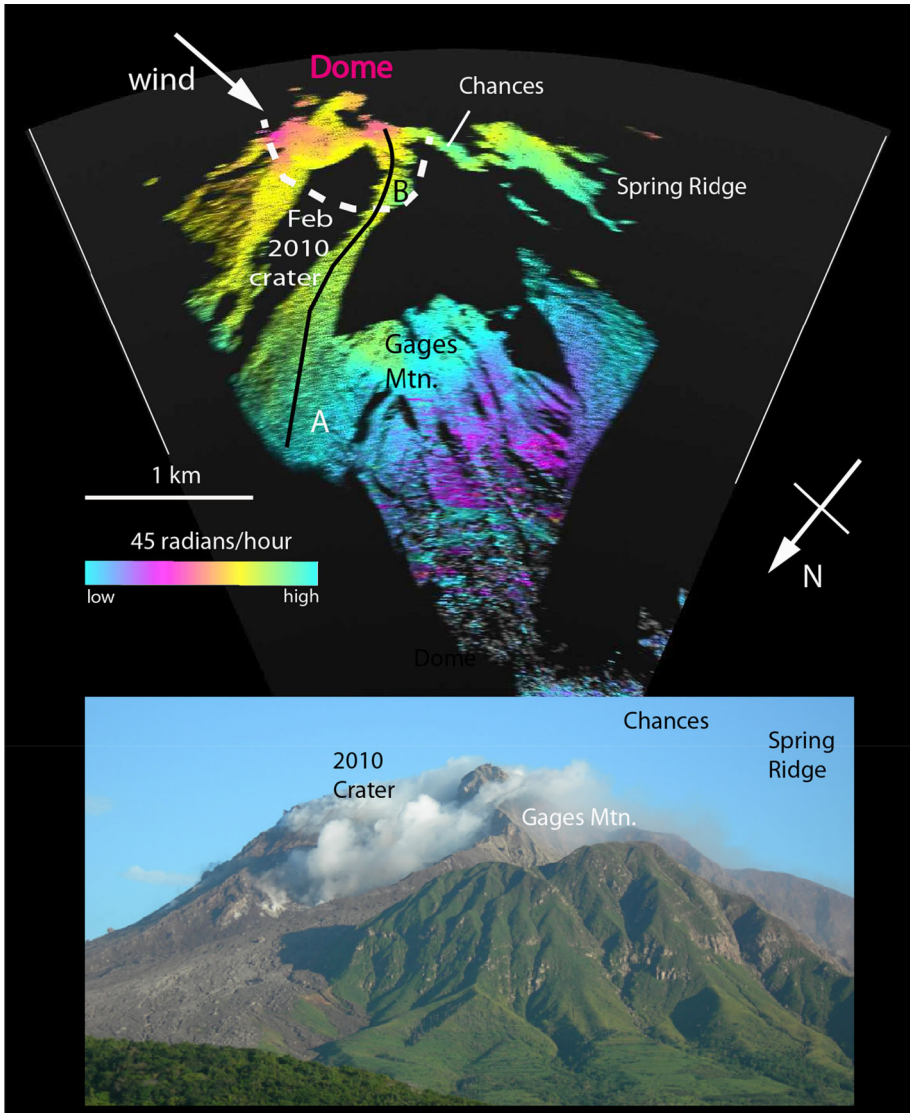 Dome
wind
Chances
Spring Ridge
B
Feb
2010
crater
Gages
Mtn.
A
1 km
45 radians/hour
low
high
N
Dome
Chances
Spring
Ridge
2010
Crater
Gages Mtn.